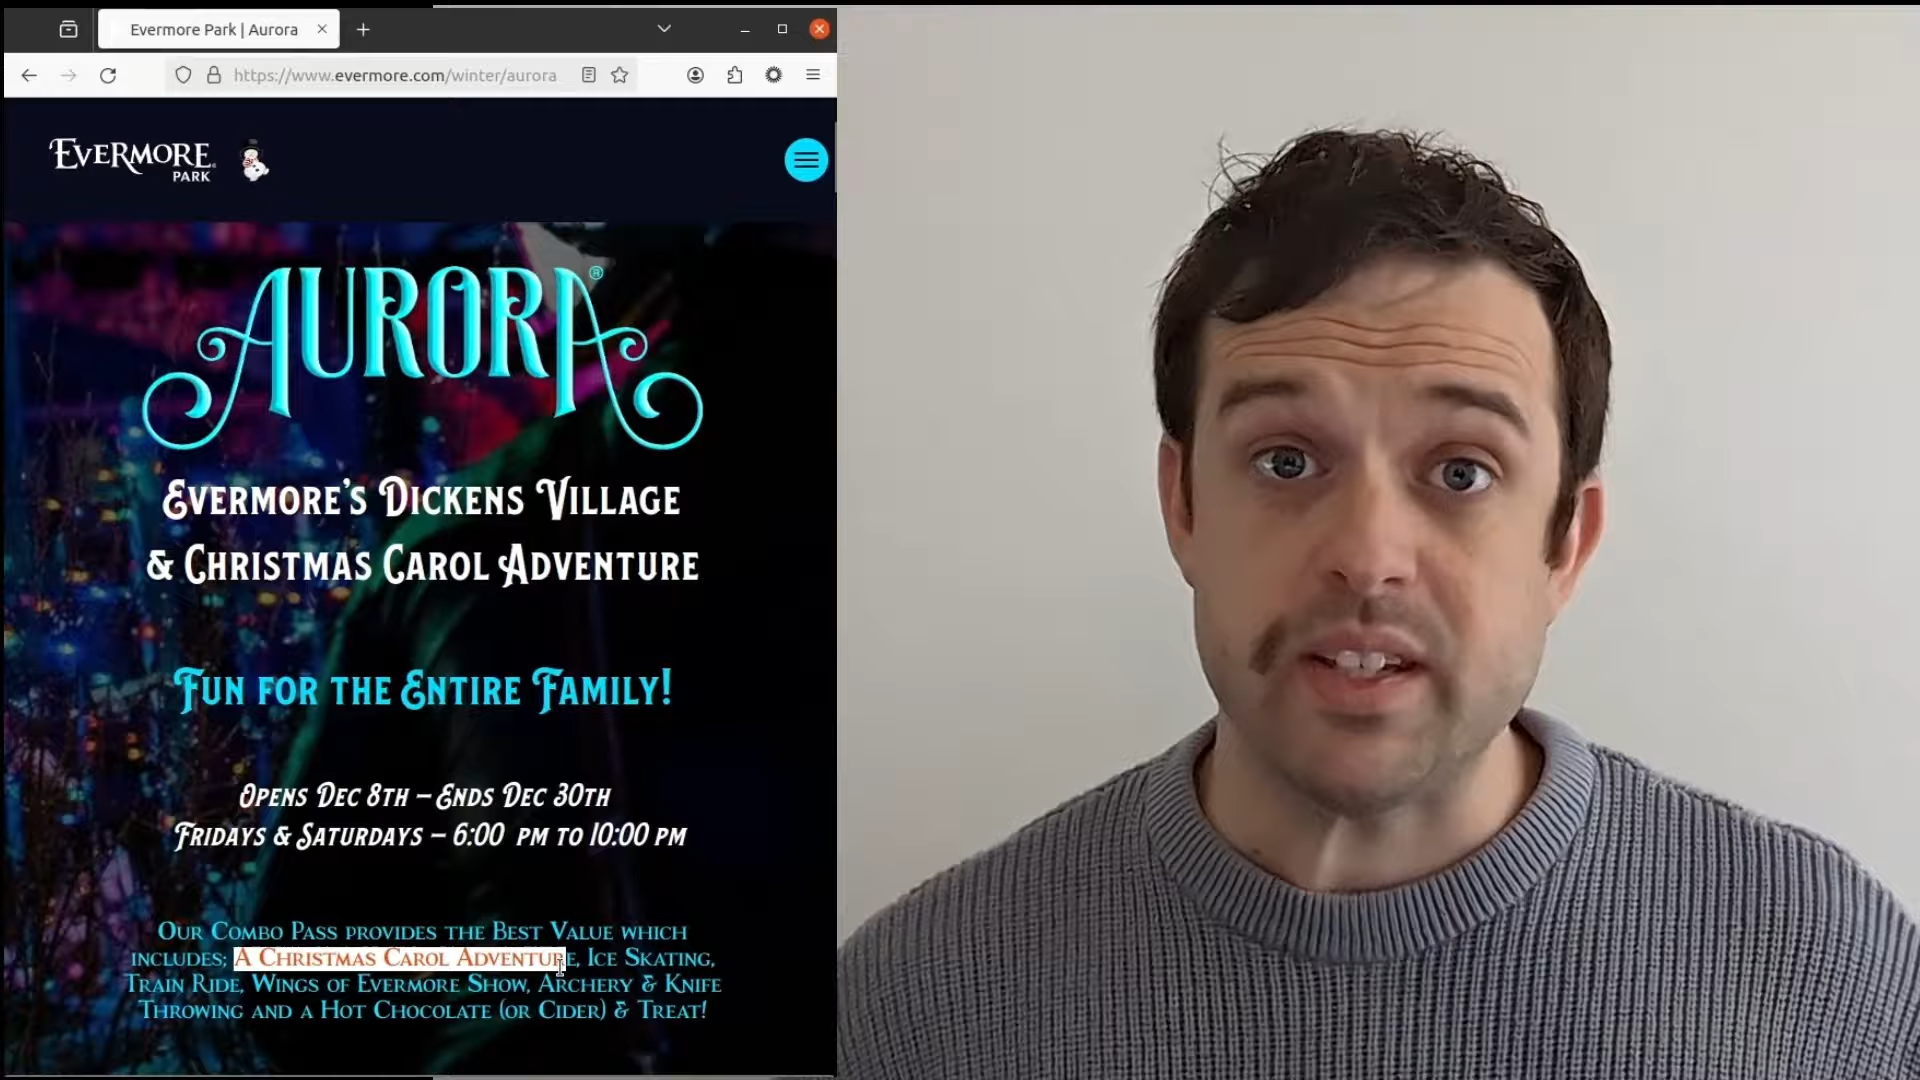 Evermore Park | Aurora
https://www.evermore.com/winter/aurora
EVERMORE
PARK
AURORA®
EVERMORE'S DICKENS VILLAGE
& CHRISTMAS CAROL ADVENTURE
FUN FOR THE ENTIRE FAMILY!
OPENS DEC 8TH – ENDS DEC 30TH
FRIDAYS & SATURDAYS – 6:00 PM TO 10:00 PM
OUR COMBO PASS PROVIDES THE BEST VALUE WHICH
INCLUDES; A CHRISTMAS CAROL ADVENTURE, ICE SKATING,
TRAIN RIDE, WINGS OF EVERMORE SHOW, ARCHERY & KNIFE
THROWING AND A HOT CHOCOLATE (OR CIDER) & TREAT!